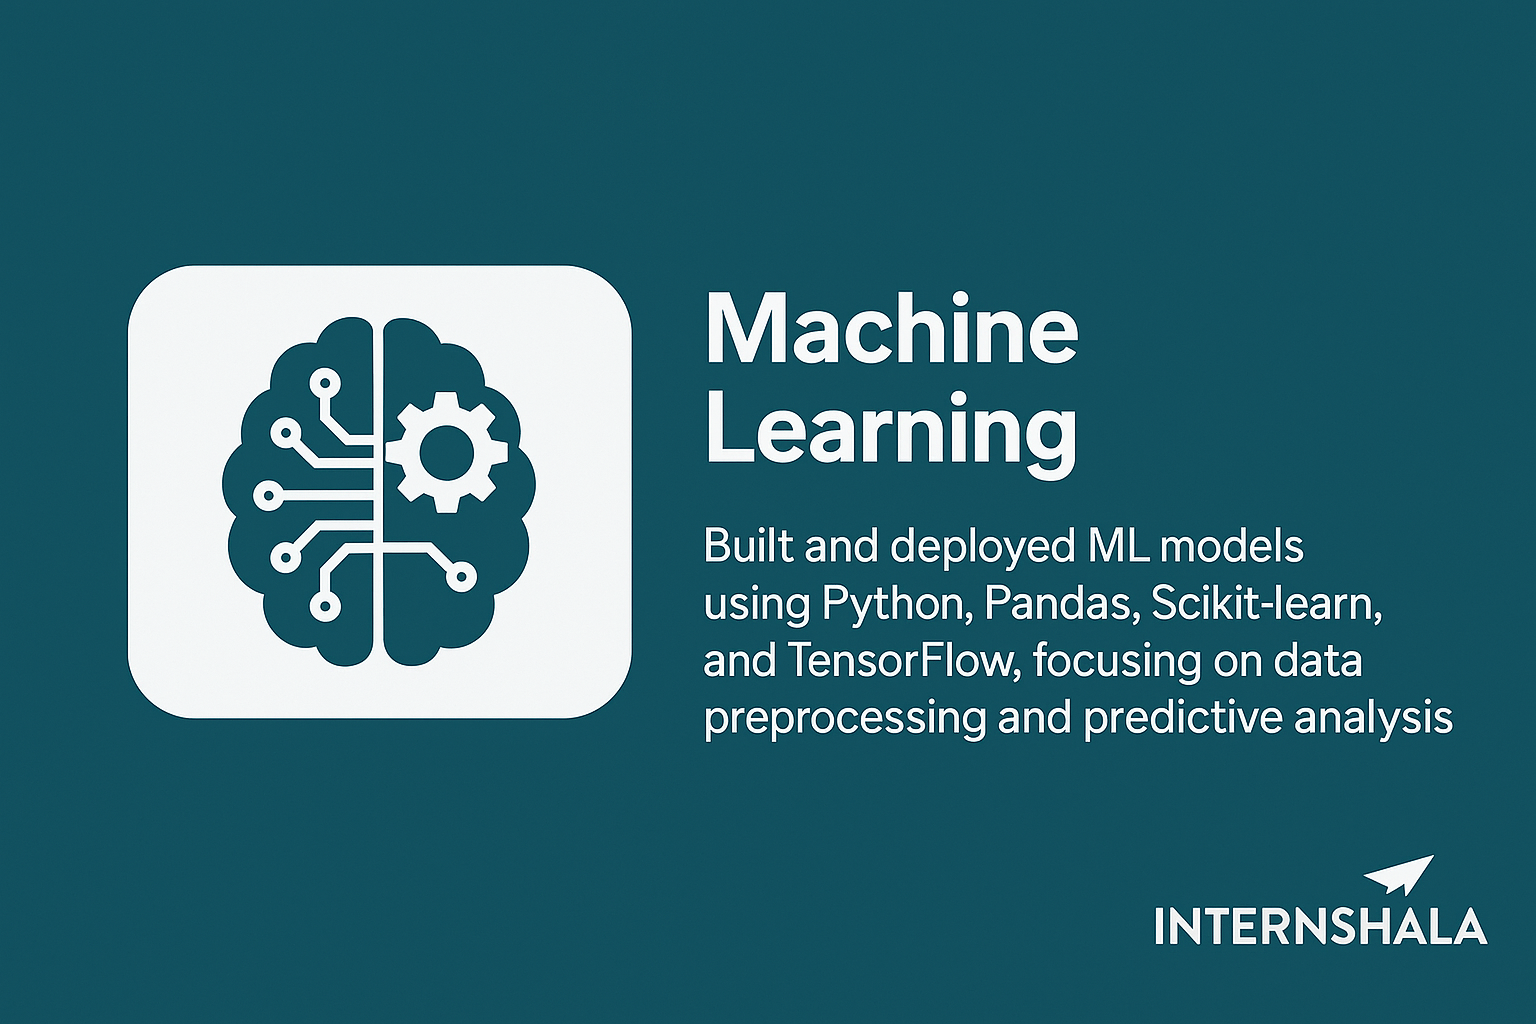 Machine
Learning
Built and deployed ML models
using Python, Pandas, Scikit-learn,
and TensorFlow, focusing on data
preprocessing and predictive analysis
INTERNSHALA